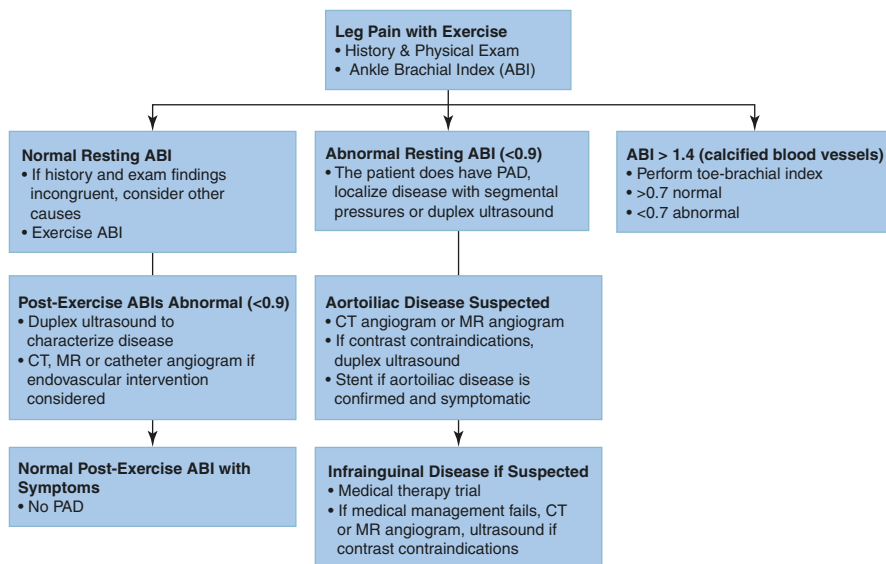 Leg Pain with Exercise
• History & Physical Exam
• Ankle Brachial Index (ABI)
Normal Resting ABI
• If history and exam findings
incongruent, consider other
causes
• Exercise ABI
Abnormal Resting ABI (<0.9)
• The patient does have PAD,
localize disease with segmental
pressures or duplex ultrasound
ABI > 1.4 (calcified blood vessels)
• Perform toe-brachial index
• >0.7 normal
• <0.7 abnormal
Post-Exercise ABIs Abnormal (<0.9)
• Duplex ultrasound to
characterize disease
• CT, MR or catheter angiogram if
endovascular intervention
considered
Aortoiliac Disease Suspected
• CT angiogram or MR angiogram
• If contrast contraindications,
duplex ultrasound
• Stent if aortoiliac disease is
confirmed and symptomatic
Normal Post-Exercise ABI with
Symptoms
• No PAD
Infrainguinal Disease if Suspected
• Medical therapy trial
• If medical management fails, CT
or MR angiogram, ultrasound if
contrast contraindications